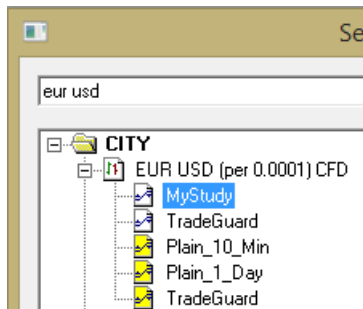 Se
eur usd
CITY
EUR USD (per 0.0001) CFD
MyStudy
TradeGuard
Plain_10_Min
Plain_1_Day
TradeGuard